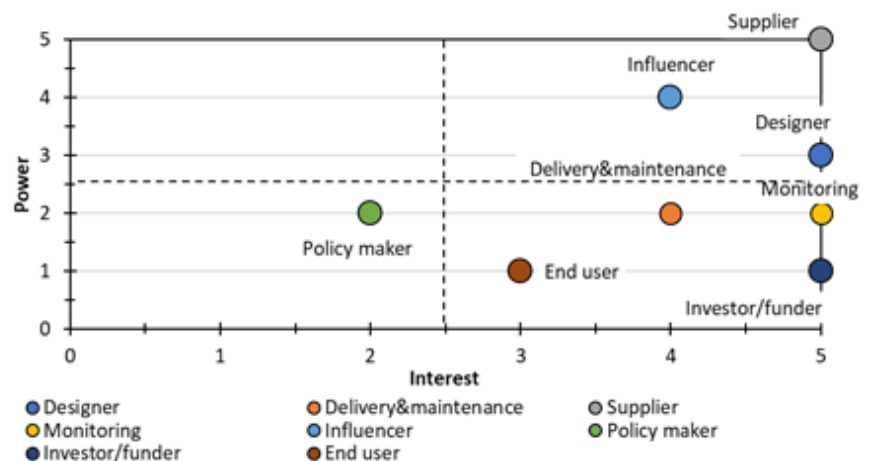 Supplier
5
Influencer
4
Designer
3
Delivery&maintenance
Power
Monitoring
2
Policy maker
1
End user
Investor/funder
0
0 1 2 3 4 5
Interest
Designer Delivery&maintenance Supplier
Monitoring Influencer Policy maker
Investor/funder End user